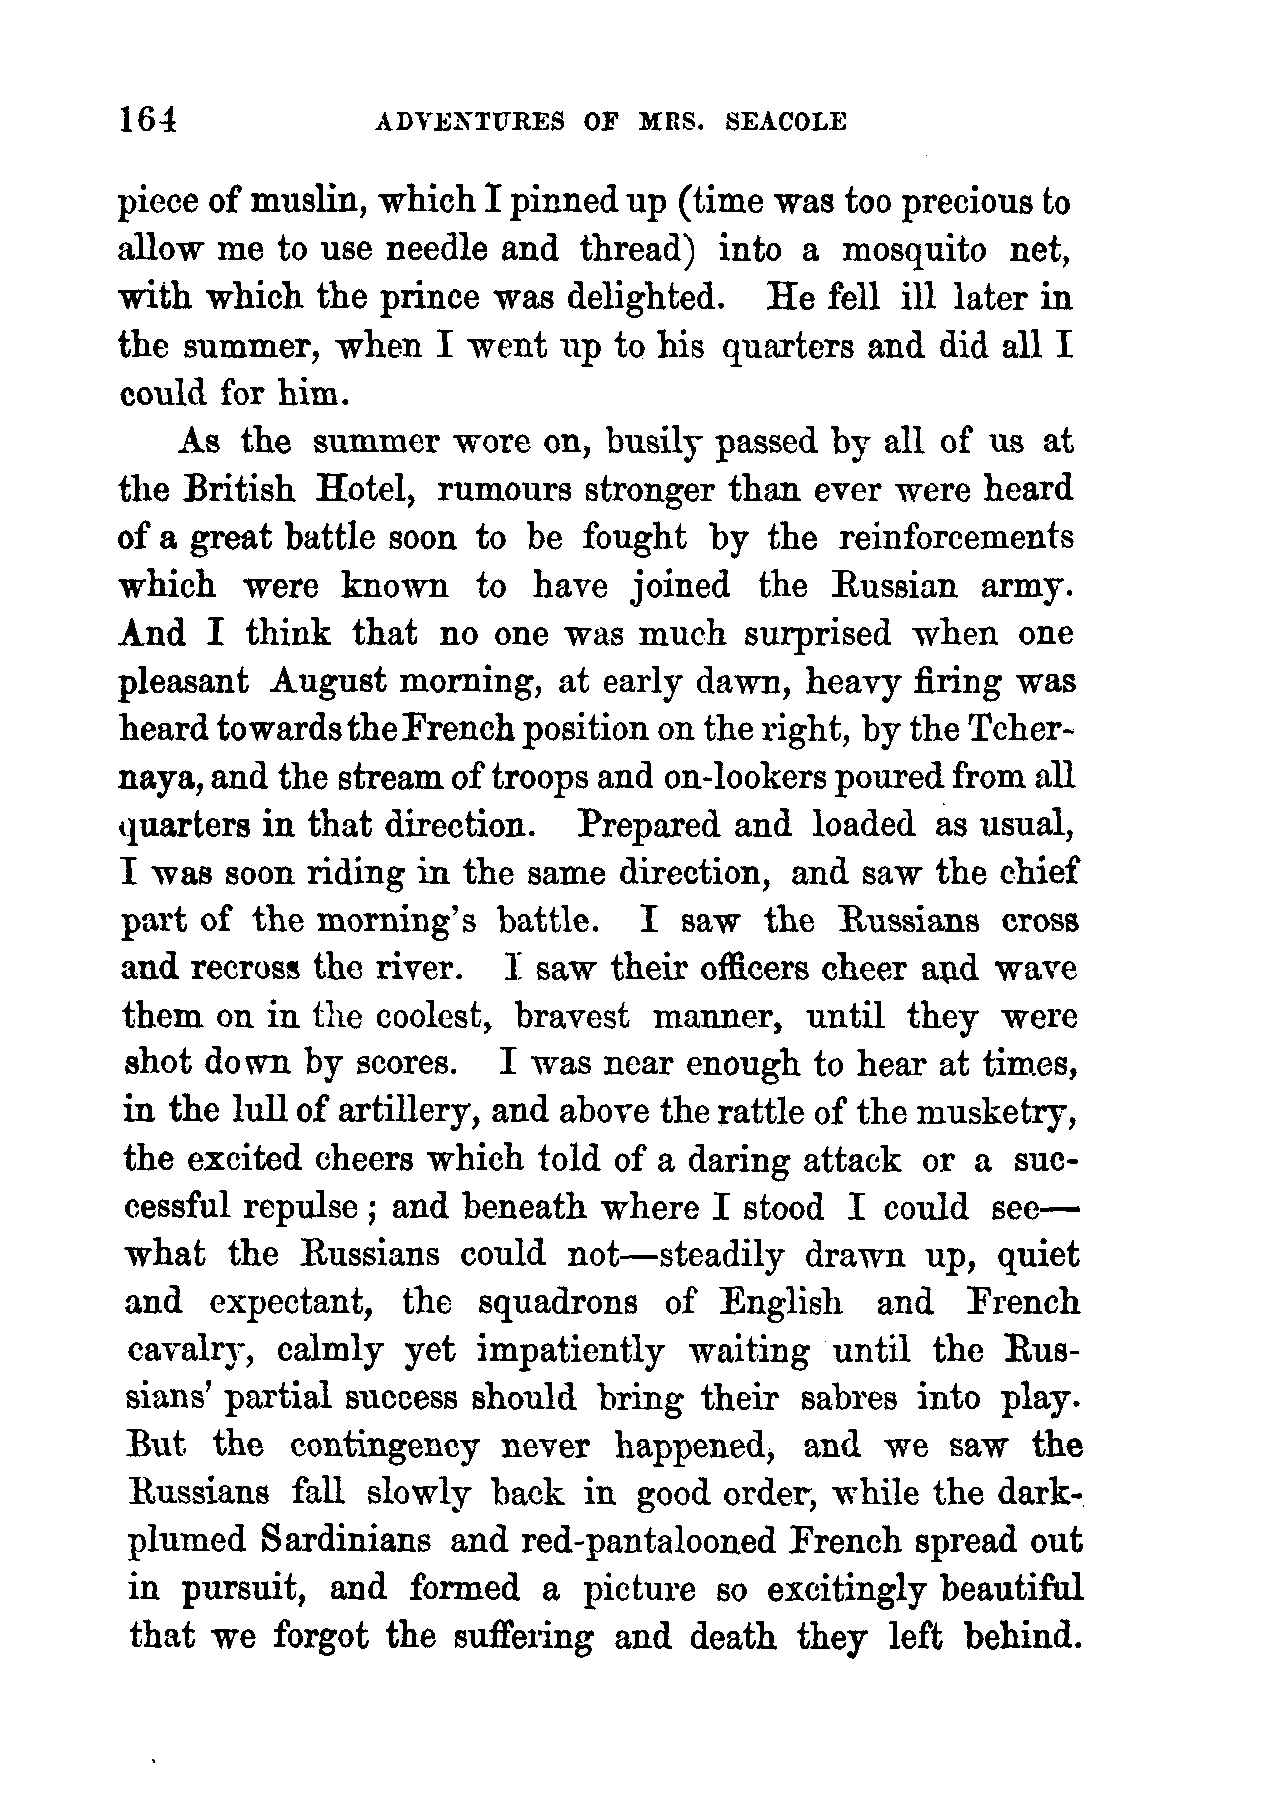 164 ADVENTURES OF MRS. SEACOLE
piece of muslin, which I pinned up (time was too precious to
allow me to use needle and thread) into a mosquito net,
with which the prince was delighted. He fell ill later in
the summer, when I went up to his quarters and did all I
could for him.
As the summer wore on, busily passed by all of us at
the British Hotel, rumours stronger than ever were heard
of a great battle soon to be fought by the reinforcements
which were known to have joined the Russian army.
And I think that no one was much surprised when one
pleasant August morning, at early dawn, heavy firing was
heard towards the French position on the right, by the Tcher-
naya, and the stream of troops and on-lookers poured from all
quarters in that direction. Prepared and loaded as usual,
I was soon riding in the same direction, and saw the chief
part of the morning's battle. I saw the Russians cross
and recross the river. I saw their officers cheer and wave
them on in the coolest, bravest manner, until they were
shot down by scores. I was near enough to hear at times,
in the lull of artillery, and above the rattle of the musketry,
the excited cheers which told of a daring attack or a suc-
cessful repulse; and beneath where I stood I could see—
what the Russians could not—steadily drawn up, quiet
and expectant, the squadrons of English and French
cavalry, calmly yet impatiently waiting until the Rus-
sians' partial success should bring their sabres into play.
But the contingency never happened, and we saw the
Russians fall slowly back in good order, while the dark-
plumed Sardinians and red-pantalooned French spread out
in pursuit, and formed a picture so excitingly beautiful
that we forgot the suffering and death they left behind.